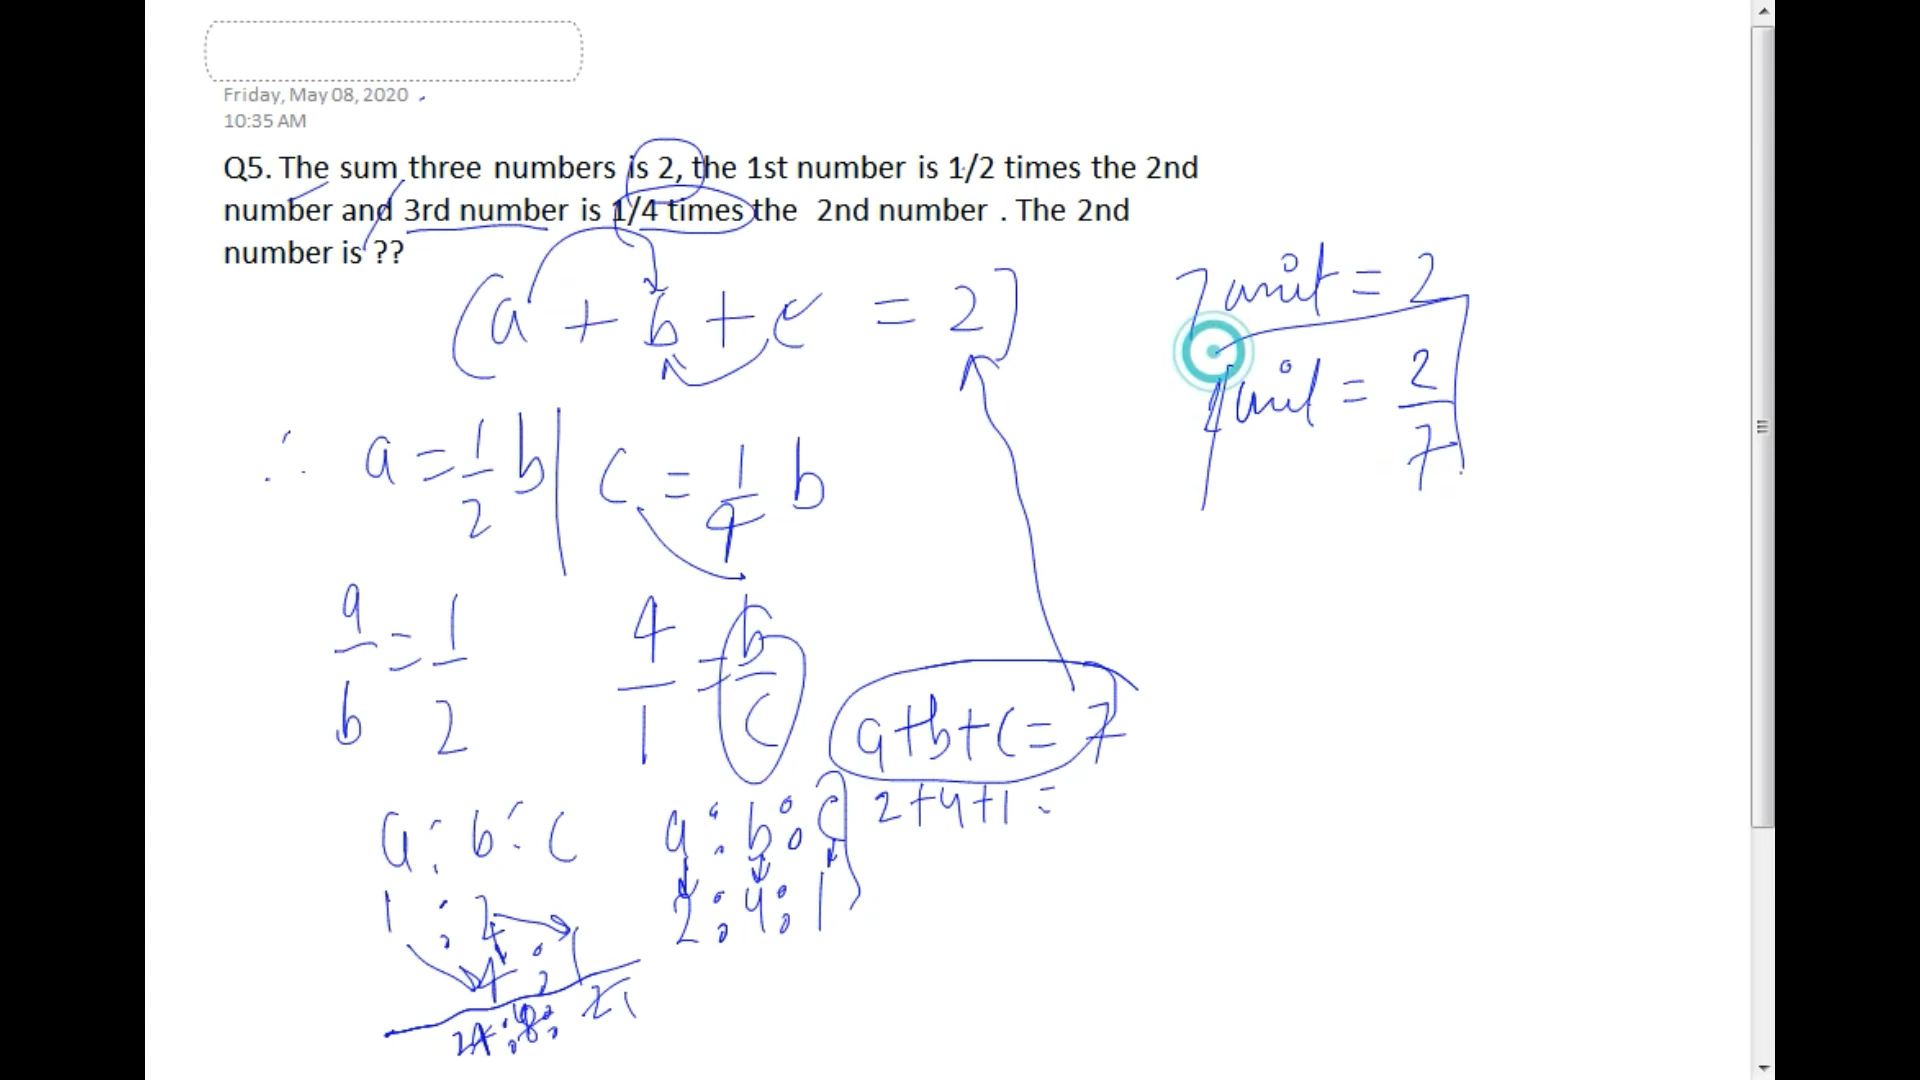 Friday, May 08, 2020
10:35 AM
Q5. The sum three numbers is 2, the 1st number is 1/2 times the 2nd
number and 3rd number is 1/4 times the 2nd number . The 2nd
number is ??
(a + b + c = 2)
7 unit = 2
1 unit = 2/7
∴ a = 1/2 b | c = 1/4 b
a/b = 1/2
4/1 = b/c
a+b+c = 7
2+4+1 =
a : b : c
1 : 2
4 : 1
a : b : c
2 : 4 : 1